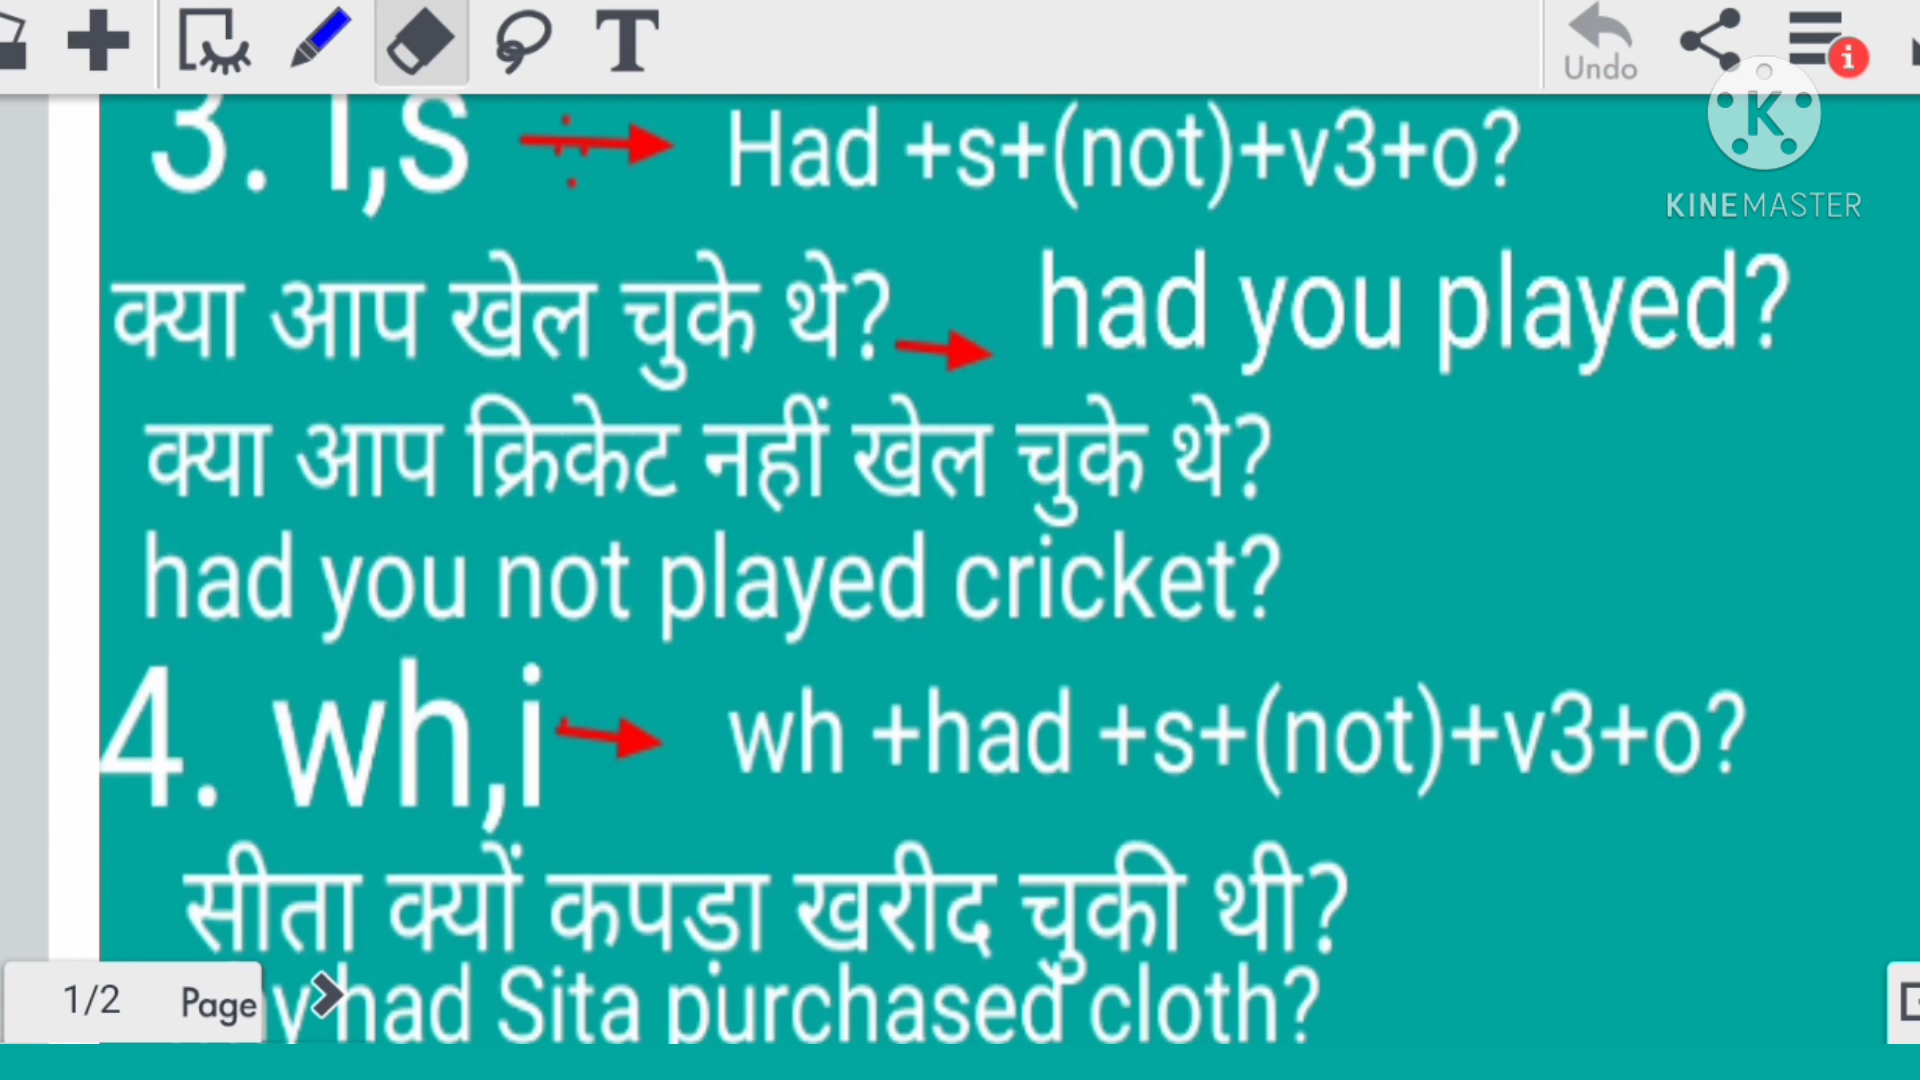 Undo
3. I,S Had +s+(not)+v3+o?
KINEMASTER
क्या आप खेल चुके थे? had you played?
क्या आप क्रिकेट नहीं खेल चुके थे?
had you not played cricket?
4. wh,i wh +had +s+(not)+v3+o?
सीता क्यों कपड़ा खरीद चुकी थी?
had Sita purchased cloth?
1/2 Page